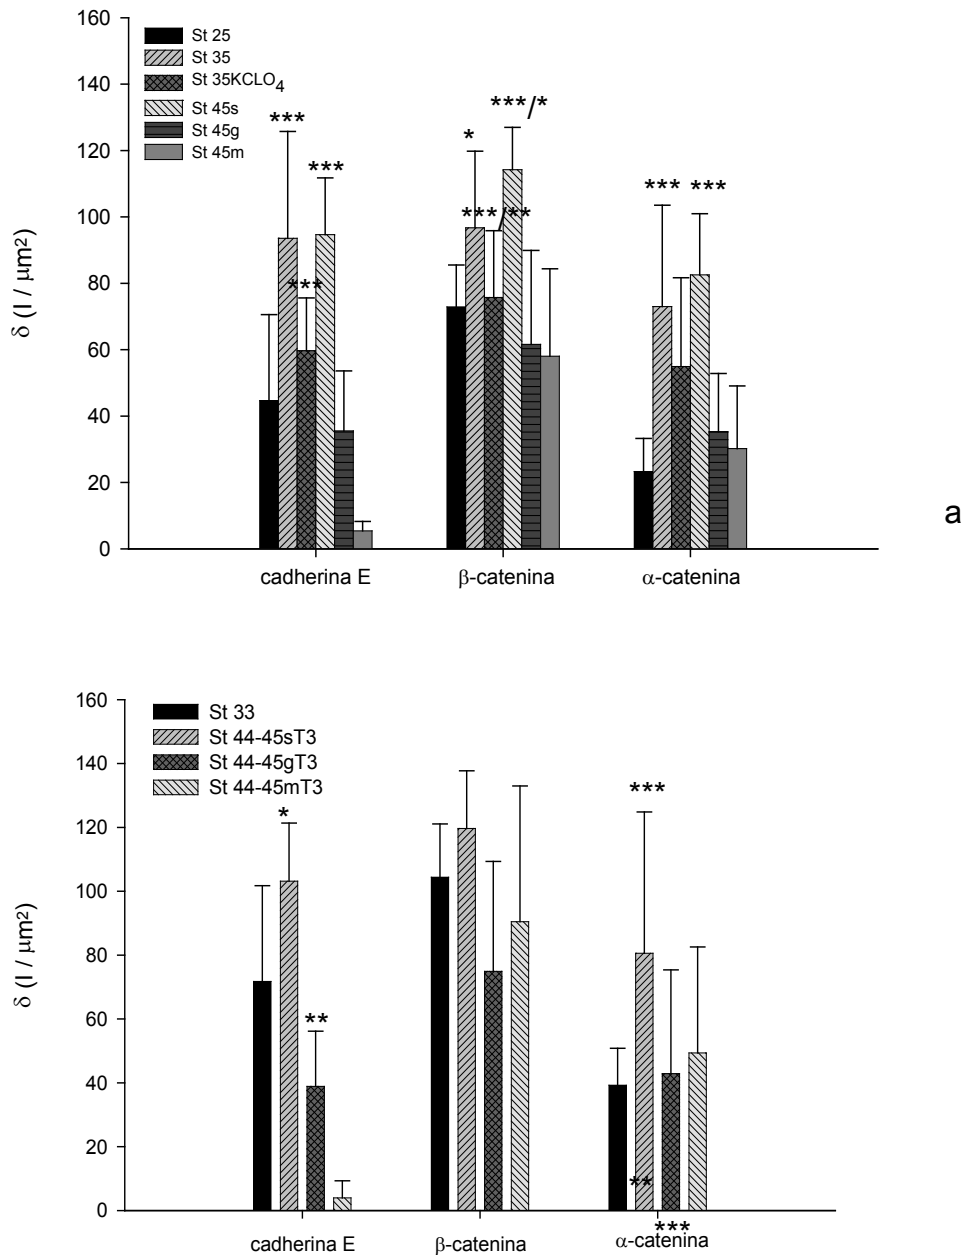 160
140
120
100
80
60
40
20
0
δ (I / μm²)
St 25
St 35
St 35KCLO₄
St 45s
St 45g
St 45m
***
***
***
*
***/**
***/*
***
***
cadherina E
β-catenina
α-catenina
a
160
140
120
100
80
60
40
20
0
δ (I / μm²)
St 33
St 44-45sT3
St 44-45gT3
St 44-45mT3
*
**
***
**
***
cadherina E
β-catenina
α-catenina